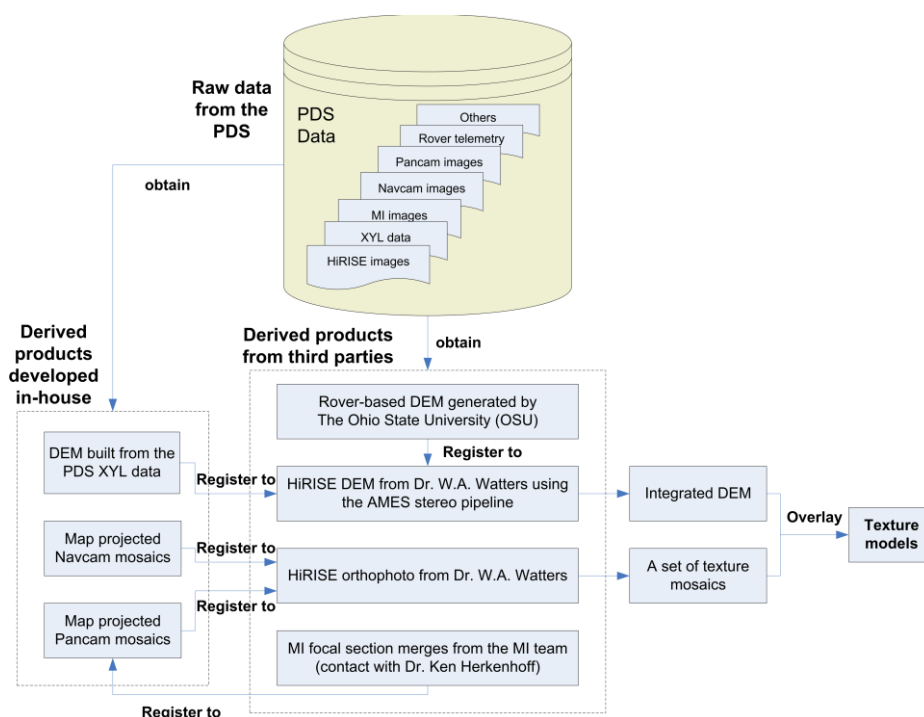 Raw data
from the
PDS
PDS
Data
Others
Rover telemetry
Pancam images
Navcam images
MI images
XYL data
HiRISE images
obtain
obtain
Derived
products
developed
in-house
Derived products
from third parties
Rover-based DEM generated by
The Ohio State University (OSU)
Register to
DEM built from the
PDS XYL data
Register to
HiRISE DEM from Dr. W.A. Watters using
the AMES stereo pipeline
Integrated DEM
Overlay
Texture
models
Map projected
Navcam mosaics
Register to
HiRISE orthophoto from Dr. W.A. Watters
A set of texture
mosaics
Register to
Map projected
Pancam mosaics
MI focal section merges from the MI team
(contact with Dr. Ken Herkenhoff)
Register to